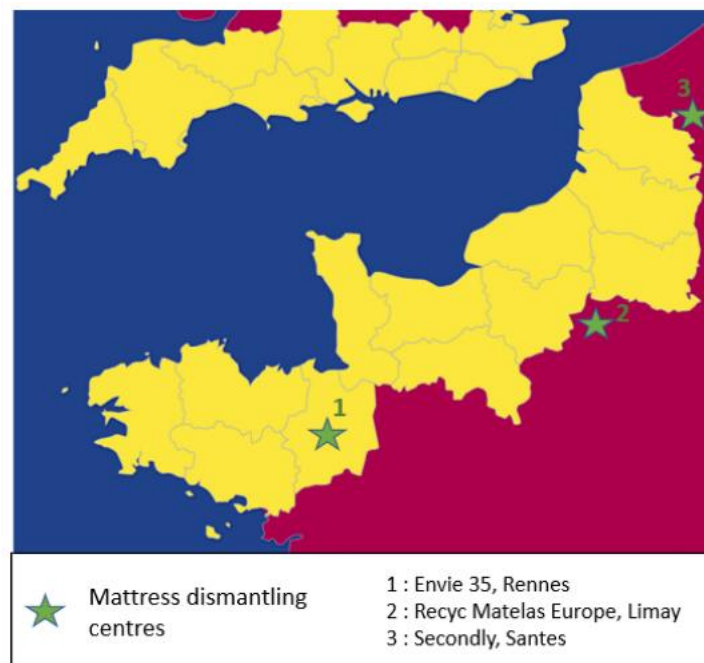 3
2
1
Mattress dismantling
centres
1 : Envie 35, Rennes
2 : Recyc Matelas Europe, Limay
3 : Secondly, Santes